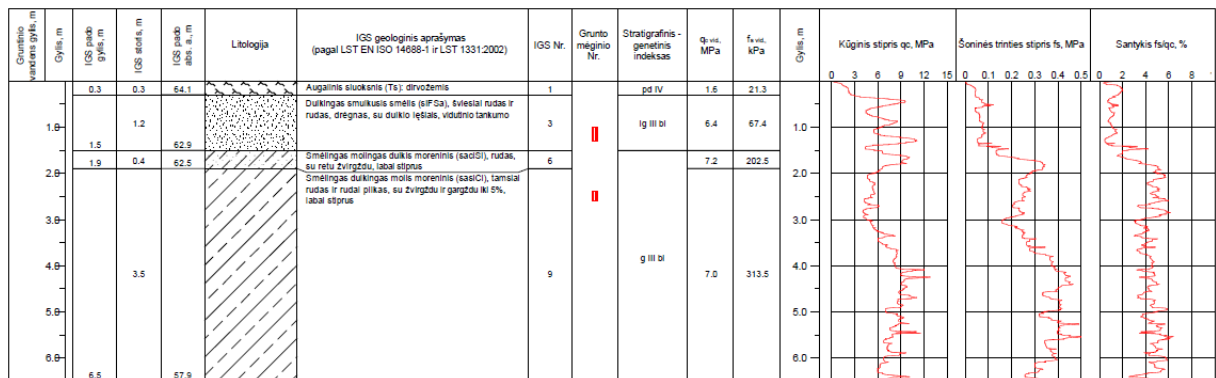 Gruntinio vandens gylis, m
Gylis, m
IGS pado gylis, m
IGS storis, m
IGS pado abs. a., m
Litologija
IGS geologinis aprašymas
(pagal LST EN ISO 14688-1 ir LST 1331:2002)
IGS Nr.
Grunto mėginio Nr.
Stratigrafinis - genetinis indeksas
qc vid, MPa
fs vid, kPa
Gylis, m
Kūginis stipris qc, MPa
Šoninės trinties stipris fs, MPa
Santykis fs/qc, %
0 3 6 9 12 15
0 0.1 0.2 0.3 0.4 0.5
0 2 4 6 8
0.3 0.3 64.1
Augalinis sluoksnis (Ts): dirvožemis
1
pd IV
1.6 21.3
Dulkingas smulkusis smėlis (siFSa), šviesiai rudas ir
rudas, drėgnas, su dulkio lęšiais, vidutinio tankumo
1.0
1.2
3
lg III bl
6.4 67.4
1.0
1.5
62.9
Smėlingas molingas dulkis moreninis (saclSi), rudas,
su retu žvirgždu, labai stiprus
1.9 0.4 62.5
6
7.2 202.5
2.0
2.0
Smėlingas dulkingas molis moreninis (sasiCl), tamsiai
rudas ir rudai pilkas, su žvirgždu ir gargždu iki 5%,
labai stiprus
3.0
3.0
4.0
3.5
9
g III bl
7.0 313.5
4.0
5.0
5.0
6.0
6.0
6.5
57.9